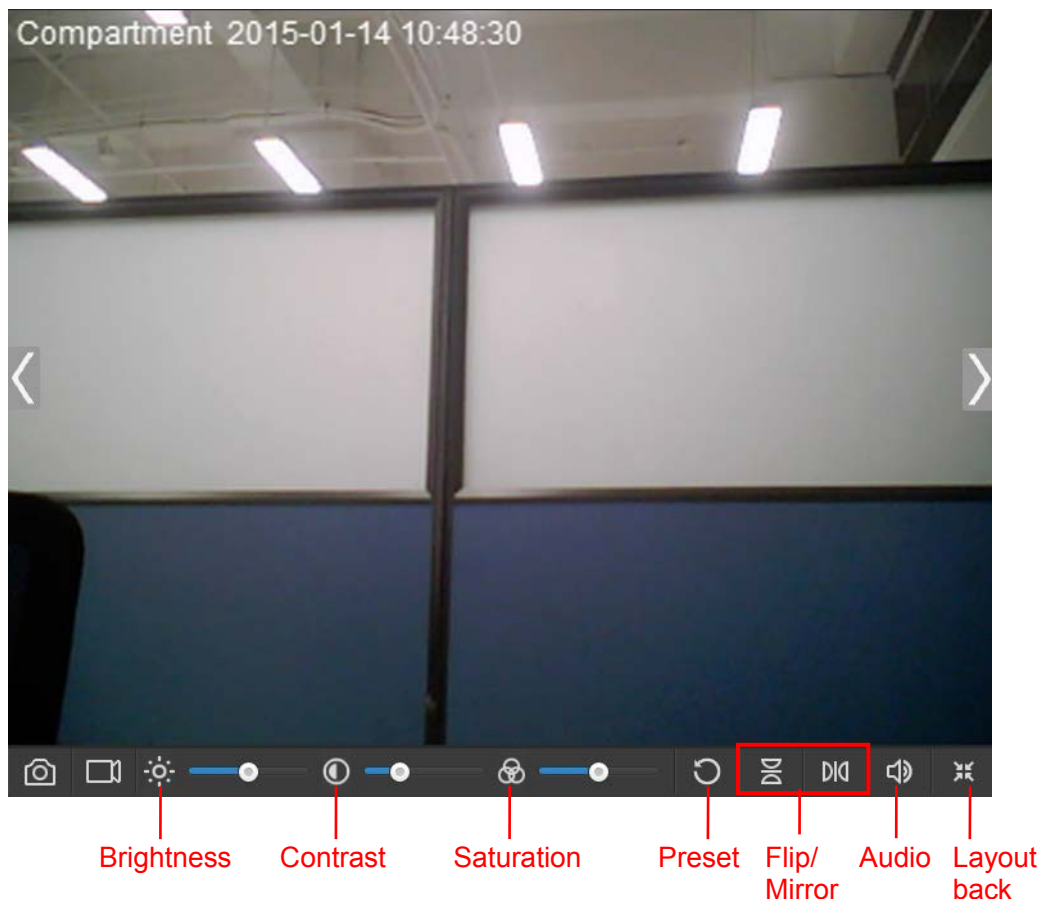 Compartment 2015-01-14 10:48:30
Brightness Contrast Saturation Preset Flip/ Audio Layout
Mirror back